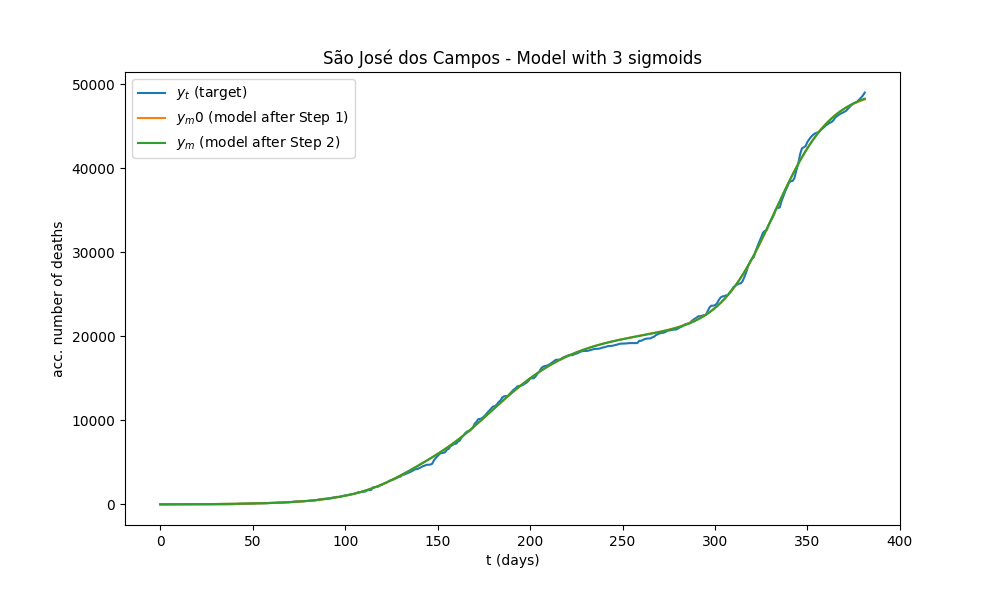 São José dos Campos - Model with 3 sigmoids
y_t (target)
y_m0 (model after Step 1)
y_m (model after Step 2)
acc. number of deaths
50000
40000
30000
20000
10000
0
0 50 100 150 200 250 300 350 400
t (days)